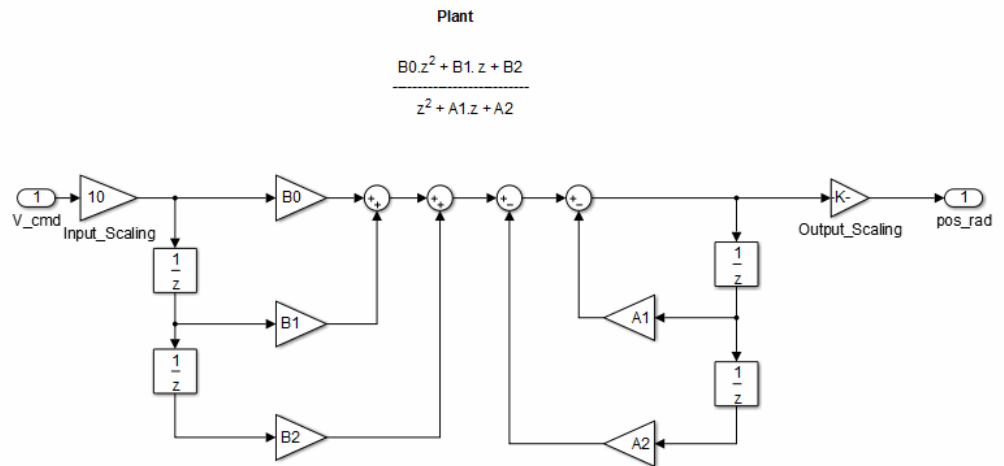 Plant
B0.z² + B1. z + B2
----------------------------
z² + A1.z + A2
1
V_cmd
10
Input_Scaling
B0
+
+
+
+
+
−
+
−
-K-
Output_Scaling
1
pos_rad
1
z
1
z
B1
A1
1
z
1
z
B2
A2